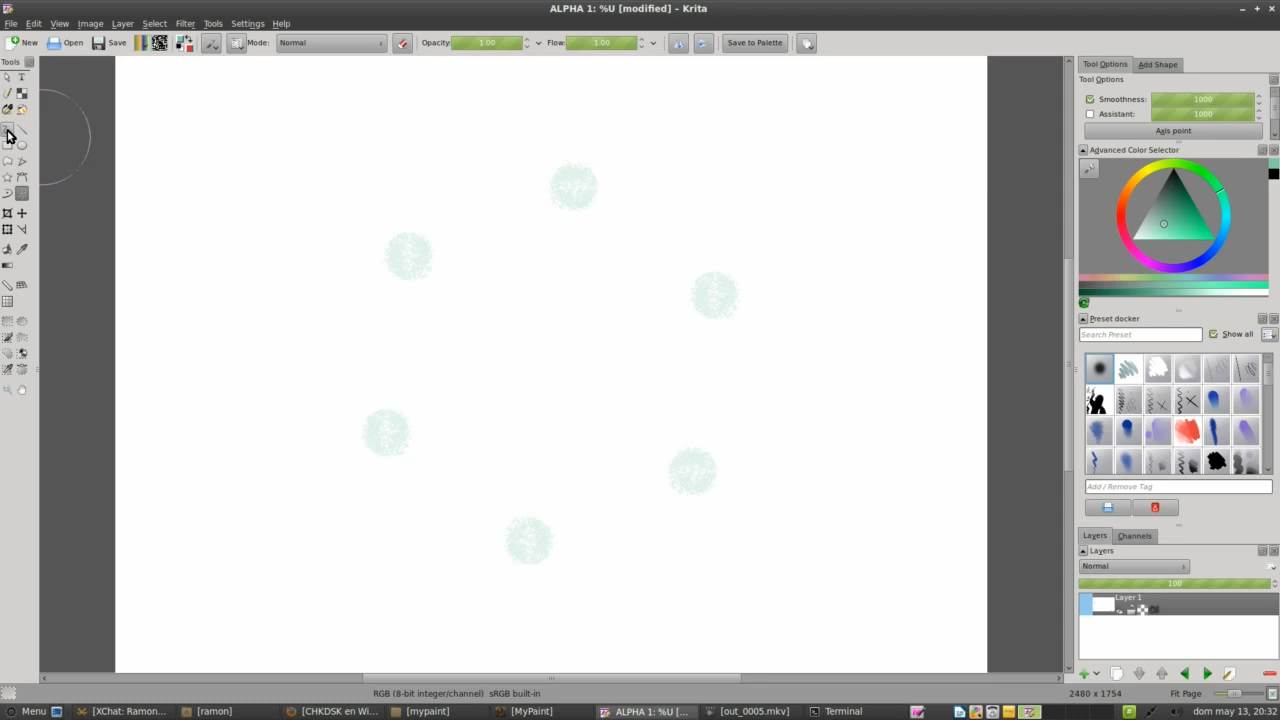 ALPHA 1: %U [modified] – Krita
File Edit View Image Layer Select Filter Tools Settings Help
New Open Save Mode: Normal Opacity: 1.00 Flow: 1.00 Save to Palette
Tools
Tool Options Add Shape
Tool Options
Smoothness: 1000
Assistant: 1000
Axis point
Advanced Color Selector
Preset docker
Search Preset Show all
Add / Remove Tag
Layers Channels
Layers
Normal
100
Layer 1
RGB (8-bit integer/channel) sRGB built-in 2480 x 1754 Fit Page
Menu [XChat: Ramon... [ramon] [CHKDSK en Wi... [mypaint] [MyPaint] ALPHA 1: %U [... [out_0005.mkv] Terminal dom may 13, 20:32